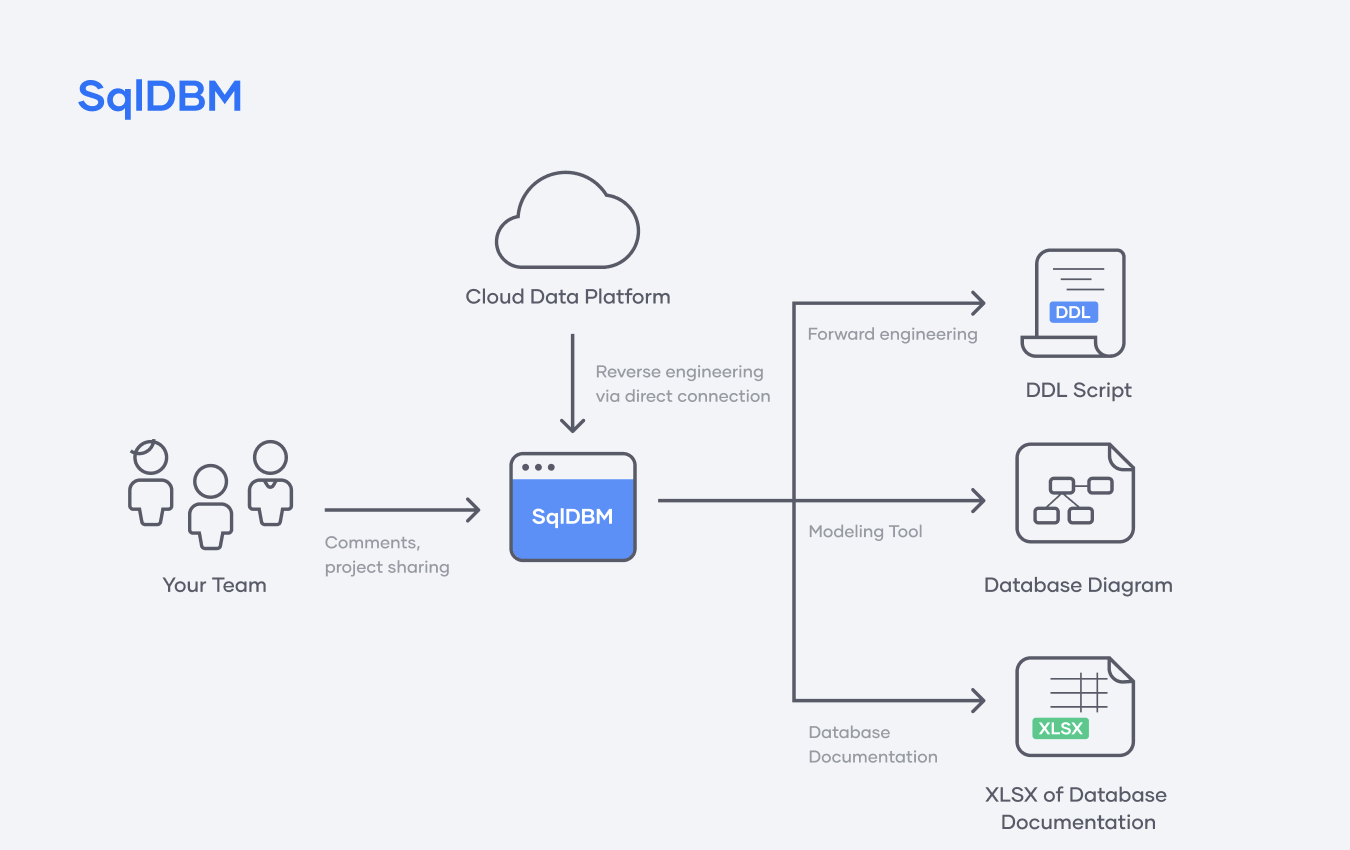 SqlDBM
Cloud Data Platform
Reverse engineering
via direct connection
Your Team
Comments,
project sharing
SqlDBM
Forward engineering
DDL
DDL Script
Modeling Tool
Database Diagram
Database
Documentation
XLSX
XLSX of Database
Documentation